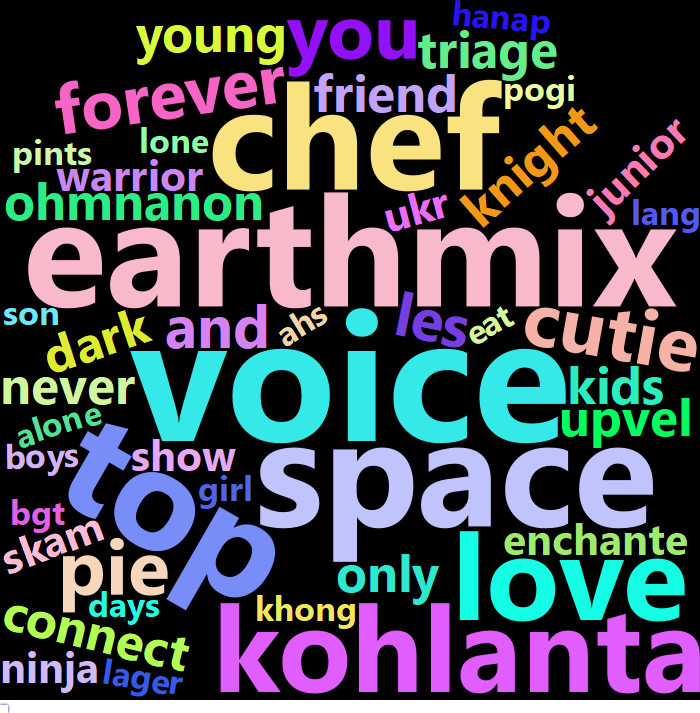 hanap
young
you
triage
forever
friend
pogi
chef
lone
pints
knight
junior
warrior
ohmnanon
ukr
lang
earthmix
son
dark
and
ahs
les
eat
cutie
voice
never
kids
alone
upvel
boys
show
top
space
girl
bgt
skam
pie
enchante
only
love
days
khong
connect
kohlanta
ninja
lager